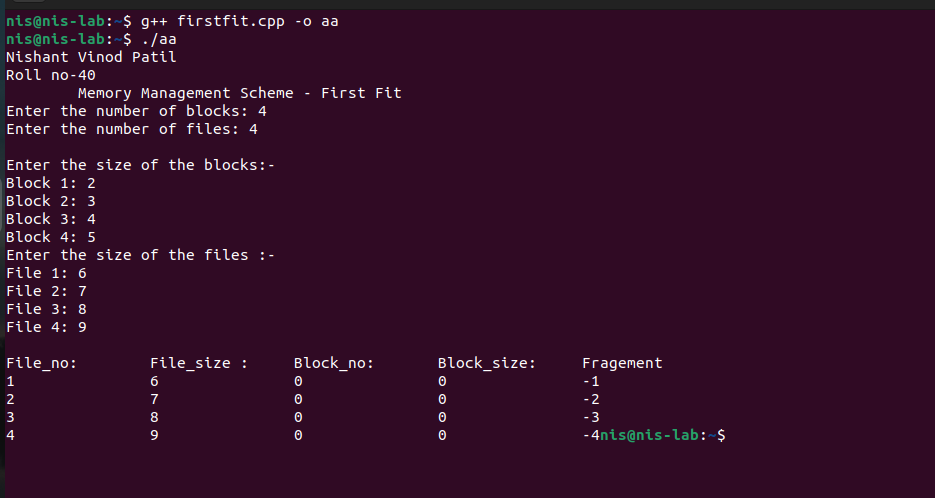 nis@nis-lab:~$ g++ firstfit.cpp -o aa
nis@nis-lab:~$ ./aa
Nishant Vinod Patil
Roll no-40
Memory Management Scheme - First Fit
Enter the number of blocks: 4
Enter the number of files: 4
Enter the size of the blocks:-
Block 1: 2
Block 2: 3
Block 3: 4
Block 4: 5
Enter the size of the files :-
File 1: 6
File 2: 7
File 3: 8
File 4: 9
File_no: File_size : Block_no: Block_size: Fragement
1 6 0 0 -1
2 7 0 0 -2
3 8 0 0 -3
4 9 0 0 -4nis@nis-lab:~$